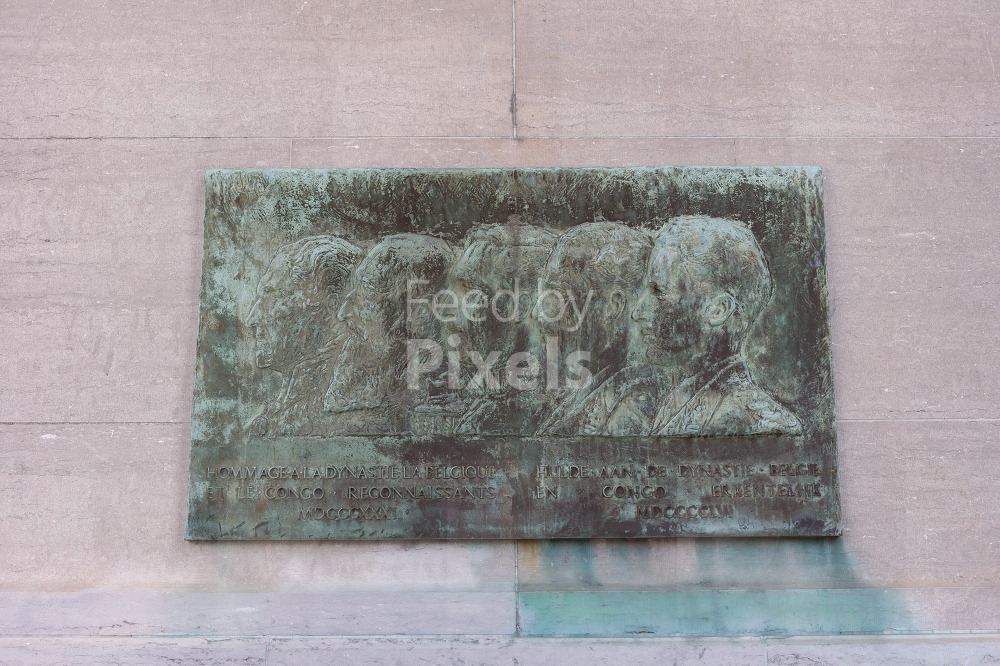 Feed by
Pixels
HOMMAGE·A·LA·DYNASTIE·LA·BELGIQUE
ET LE CONGO · RECONNAISSANTS
HULDE AAN DE DYNASTIE · BELGIE
EN CONGO ERKENTELIJK